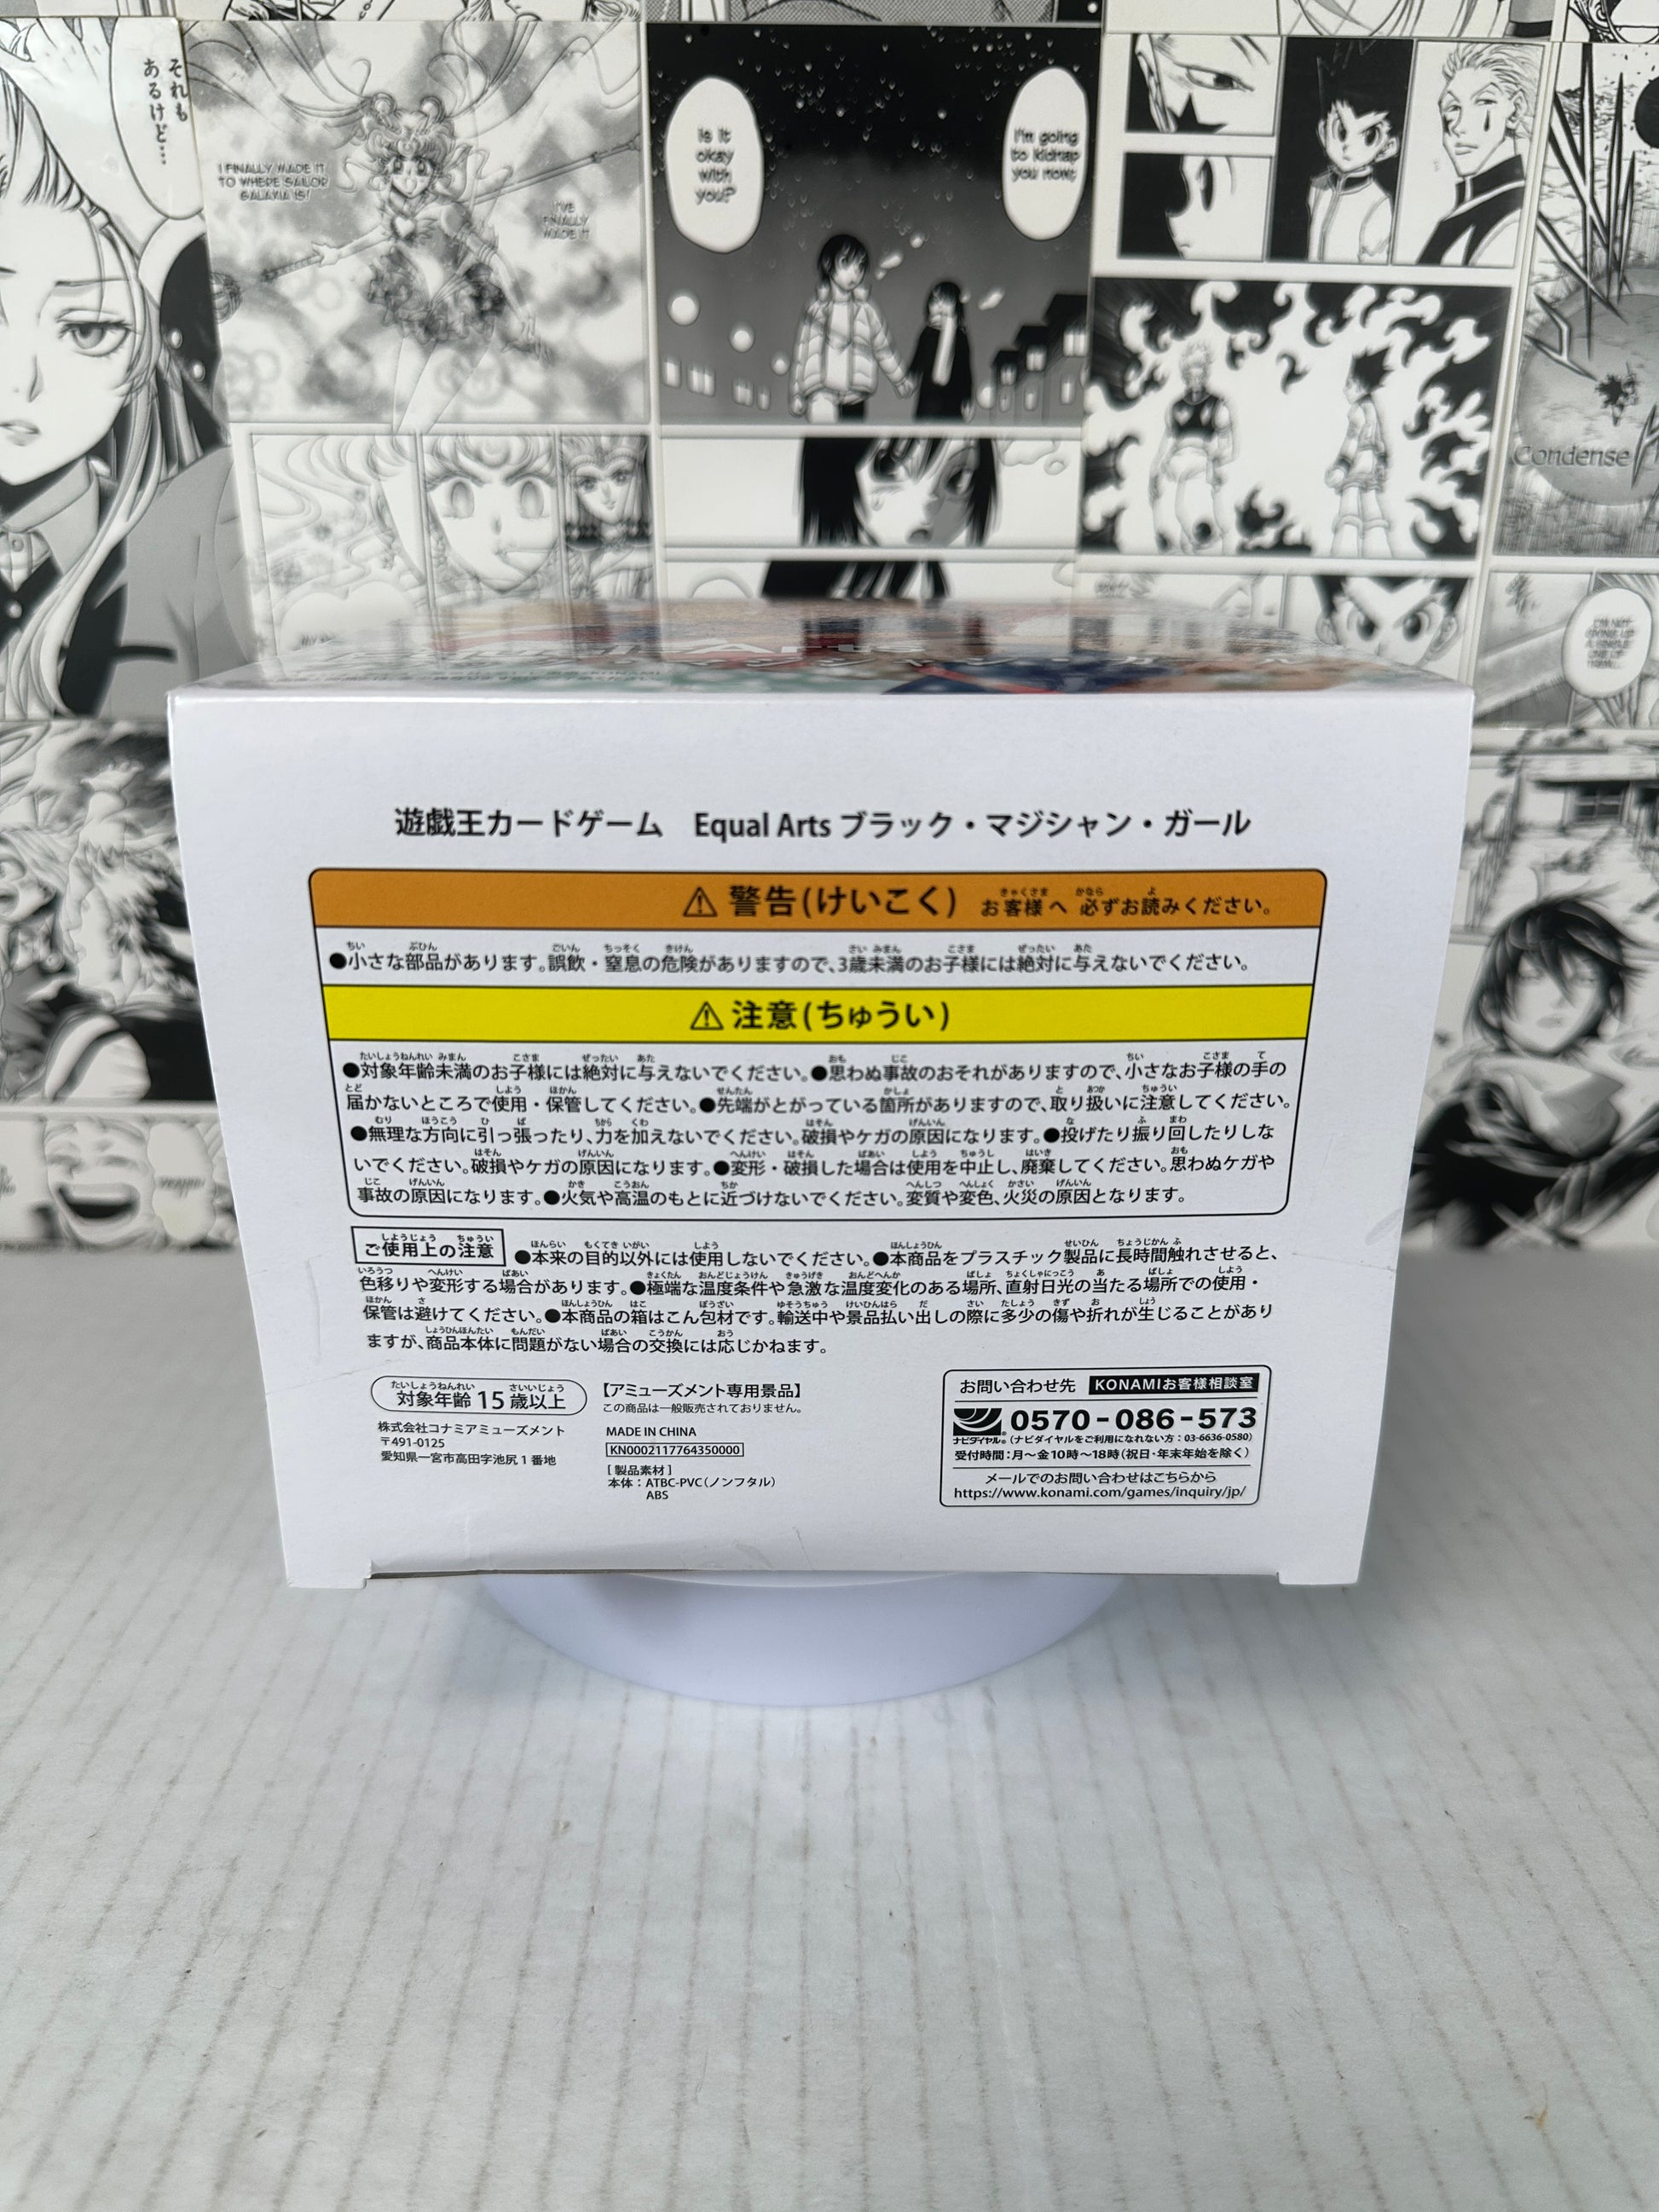 それも
あるけど…
I FINALLY MADE IT
TO WHERE SAILOR
GALAXIA IS!
I'VE
FINALLY
MADE IT
Is it
okay
with
you?
I'm going
to kidnap
you now.
Condense
遊戯王カードゲーム　Equal Arts ブラック・マジシャン・ガール
⚠ 警告(けいこく) お客様へ 必ずお読みください。
●小さな部品があります。誤飲・窒息の危険がありますので、3歳未満のお子様には絶対に与えないでください。
⚠ 注意(ちゅうい)
●対象年齢未満のお子様には絶対に与えないでください。●思わぬ事故のおそれがありますので、小さなお子様の手の
届かないところで使用・保管してください。●先端がとがっている箇所がありますので、取り扱いに注意してください。
●無理な方向に引っ張ったり、力を加えないでください。破損やケガの原因になります。●投げたり振り回したりしな
いでください。破損やケガの原因になります。●変形・破損した場合は使用を中止し、廃棄してください。思わぬケガや
事故の原因になります。●火気や高温のもとに近づけないでください。変質や変色、火災の原因となります。
ご使用上の注意 ●本来の目的以外には使用しないでください。●本商品をプラスチック製品に長時間触れさせると、
色移りや変形する場合があります。●極端な温度条件や急激な温度変化のある場所、直射日光の当たる場所での使用・
保管は避けてください。●本商品の箱はこん包材です。輸送中や景品払い出しの際に多少の傷や折れが生じることがあり
ますが、商品本体に問題がない場合の交換には応じかねます。
対象年齢 15 歳以上
株式会社コナミアミューズメント
〒491-0125
愛知県一宮市高田字池尻1番地
【アミューズメント専用景品】
この商品は一般販売されておりません。
MADE IN CHINA
KN0002117764350000
[ 製品素材 ]
本体：ATBC-PVC(ノンフタル)
ABS
お問い合わせ先 KONAMIお客様相談室
ナビダイヤル® 0570-086-573
(ナビダイヤルをご利用になれない方：03-6636-0580)
受付時間：月～金10時～18時(祝日・年末年始を除く)
メールでのお問い合わせはこちらから
https://www.konami.com/games/inquiry/jp/